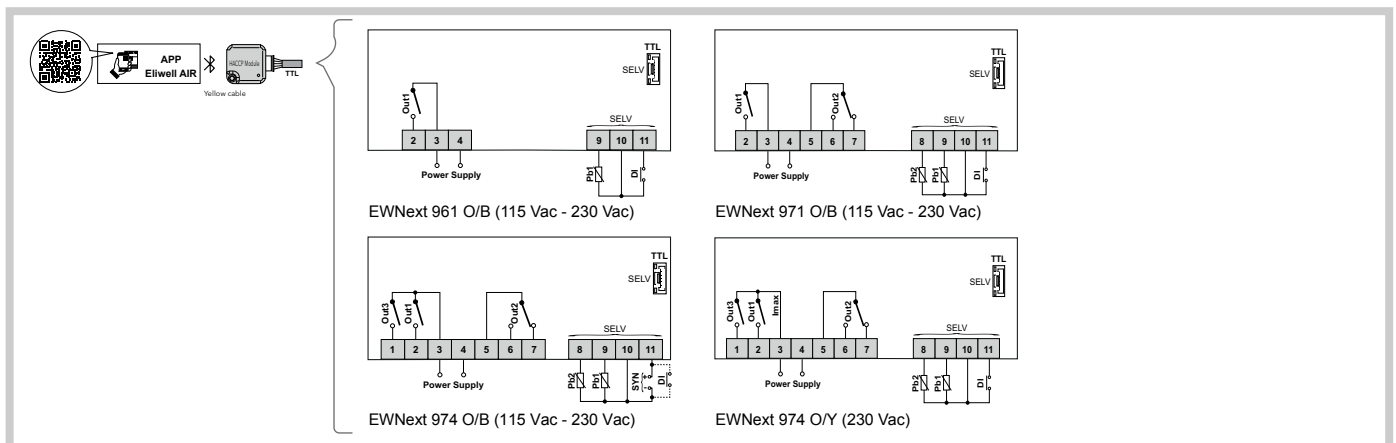 APP
Eliwell AIR
HACCP Module
TTL
Yellow cable
TTL
SELV
Out1
SELV
2 3 4 9 10 11
Power Supply
Pb1
DI
EWNext 961 O/B (115 Vac - 230 Vac)
TTL
SELV
Out1
Out2
SELV
2 3 4 5 6 7 8 9 10 11
Power Supply
Pb2
Pb1
DI
EWNext 971 O/B (115 Vac - 230 Vac)
TTL
SELV
Out3
Out1
Out2
SELV
1 2 3 4 5 6 7 8 9 10 11
Power Supply
Pb2
Pb1
SYN
+
-
DI
EWNext 974 O/B (115 Vac - 230 Vac)
TTL
SELV
Out3
Out1
Imax
Out2
SELV
1 2 3 4 5 6 7 8 9 10 11
Power Supply
Pb2
Pb1
DI
EWNext 974 O/Y (230 Vac)